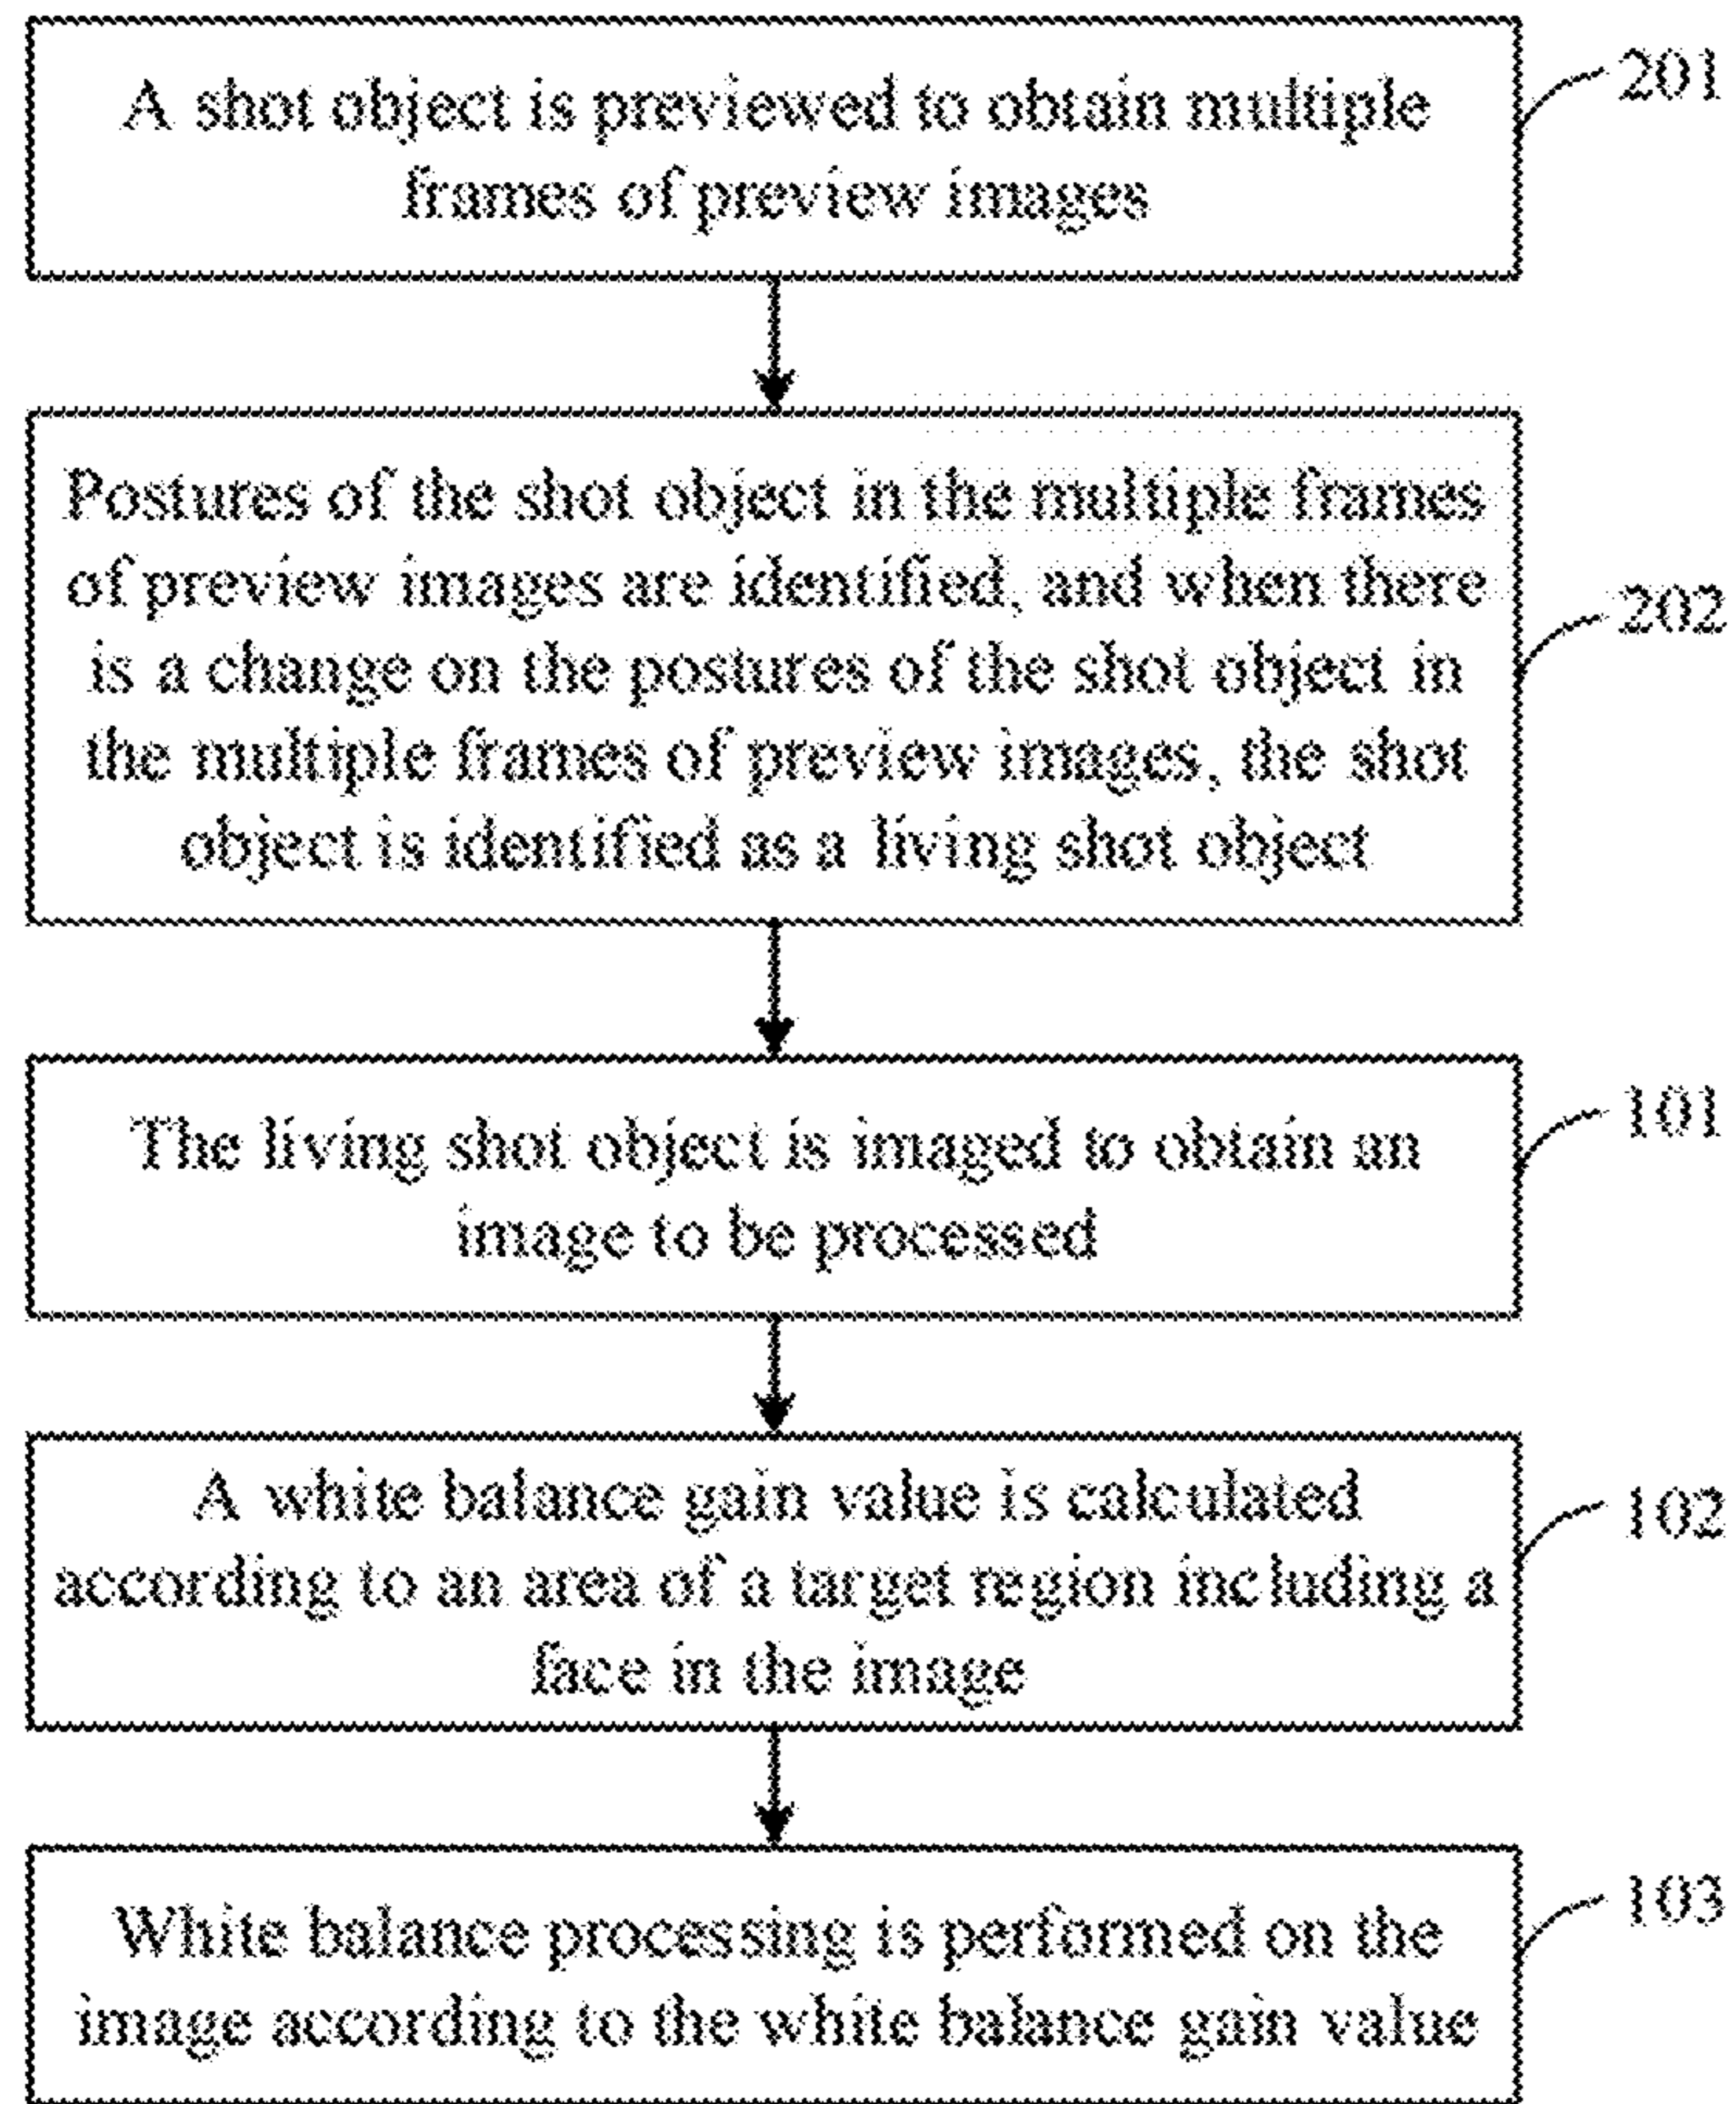 A shot object is previewed to obtain multiple
frames of preview images
201
Postures of the shot object in the multiple frames
of preview images are identified, and when there
is a change on the postures of the shot object in
the multiple frames of preview images, the shot
object is identified as a living shot object
202
The living shot object is imaged to obtain an
image to be processed
101
A white balance gain value is calculated
according to an area of a target region including a
face in the image
102
White balance processing is performed on the
image according to the white balance gain value
103